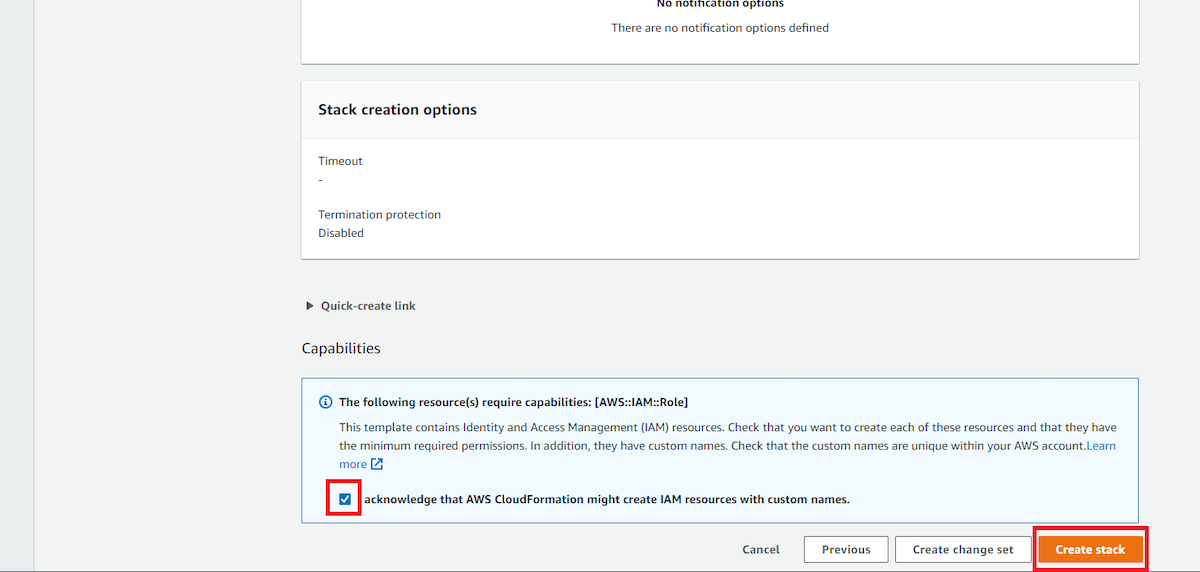 No notification options
There are no notification options defined
Stack creation options
Timeout
-
Termination protection
Disabled
Quick-create link
Capabilities
The following resource(s) require capabilities: [AWS::IAM::Role]
This template contains Identity and Access Management (IAM) resources. Check that you want to create each of these resources and that they have
the minimum required permissions. In addition, they have custom names. Check that the custom names are unique within your AWS account.Learn
more
acknowledge that AWS CloudFormation might create IAM resources with custom names.
Cancel
Previous
Create change set
Create stack